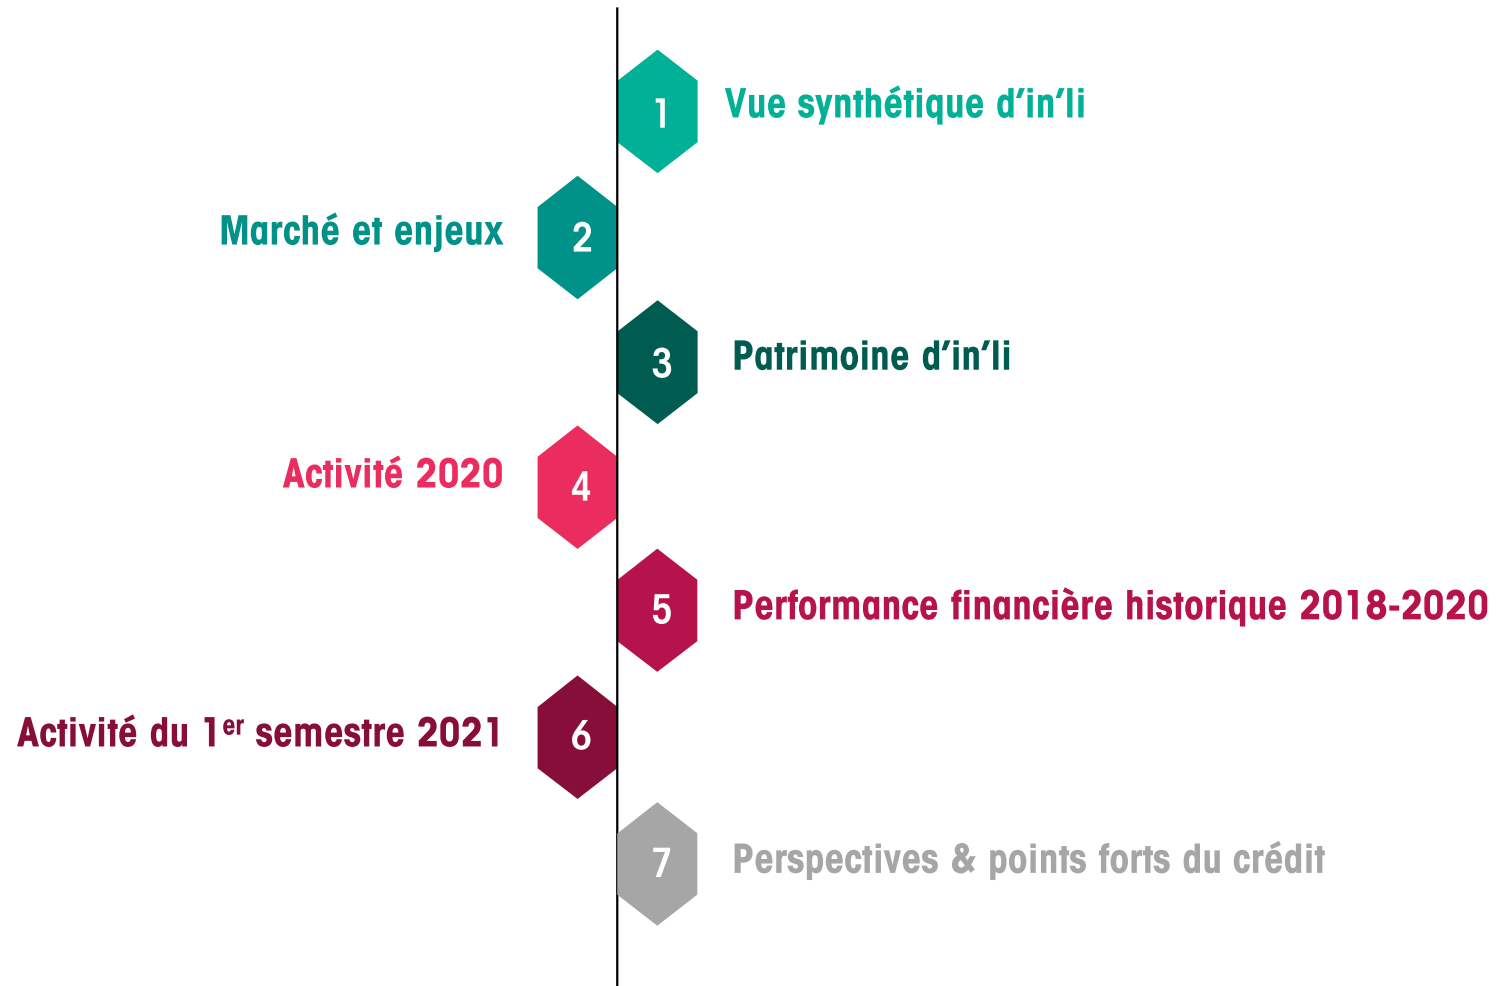 1 Vue synthétique d’in’li
Marché et enjeux 2
3 Patrimoine d’in’li
Activité 2020 4
5 Performance financière historique 2018-2020
Activité du 1er semestre 2021 6
7 Perspectives & points forts du crédit